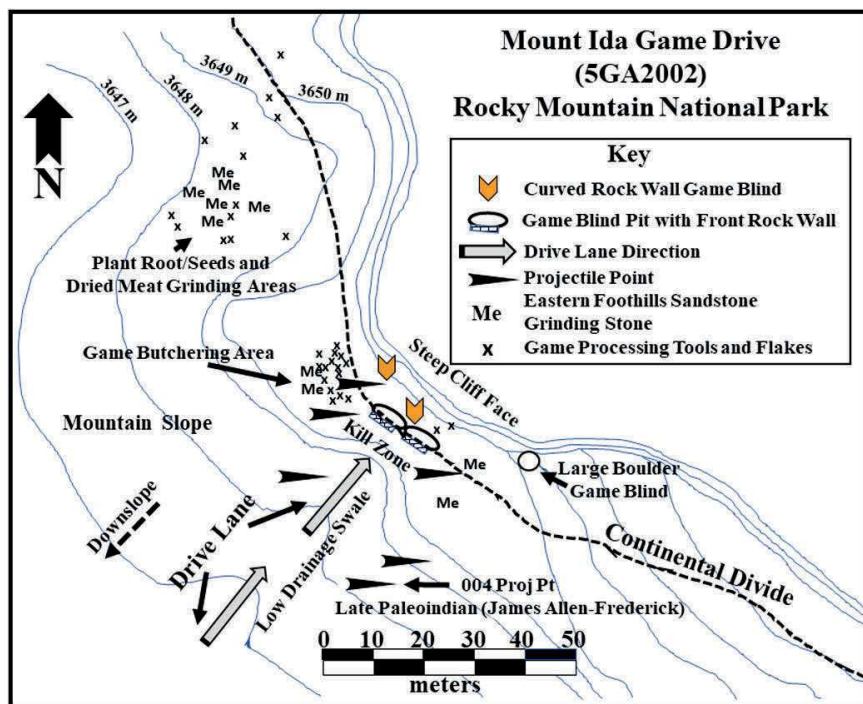 Mount Ida Game Drive
(5GA2002)
Rocky Mountain National Park
3647 m
3648 m
3649 m
3650 m
N
Key
Curved Rock Wall Game Blind
Game Blind Pit with Front Rock Wall
Drive Lane Direction
Projectile Point
Me
Eastern Foothills Sandstone
Grinding Stone
x
Game Processing Tools and Flakes
x
x
x
x
x
x
Me
Me
Me
Me
Me
Me
Me
x
x
x
x
x
x
x
Plant Root/Seeds and
Dried Meat Grinding Areas
Game Butchering Area
Me
Me
x
x
x
x
x
x
x
x
x
x
x
x
x
Steep Cliff Face
Mountain Slope
Kill Zone
x
x
Me
Me
Large Boulder
Game Blind
Downslope
Drive Lane
Low Drainage Swale
Continental Divide
004 Proj Pt
Late Paleoindian (James Allen-Frederick)
0 10 20 30 40 50
meters